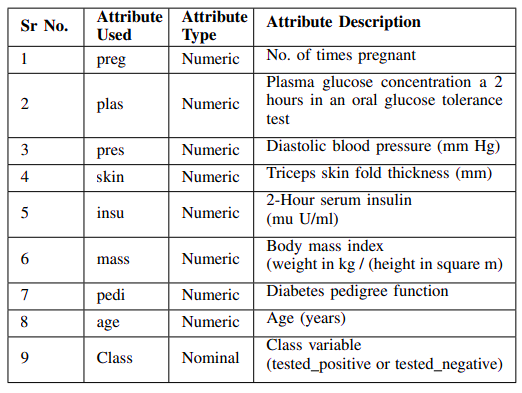 Sr No. Attribute Used Attribute Type Attribute Description
1 preg Numeric No. of times pregnant
2 plas Numeric Plasma glucose concentration a 2
hours in an oral glucose tolerance
test
3 pres Numeric Diastolic blood pressure (mm Hg)
4 skin Numeric Triceps skin fold thickness (mm)
5 insu Numeric 2-Hour serum insulin
(mu U/ml)
6 mass Numeric Body mass index
(weight in kg / (height in square m)
7 pedi Numeric Diabetes pedigree function
8 age Numeric Age (years)
9 Class Nominal Class variable
(tested_positive or tested_negative)